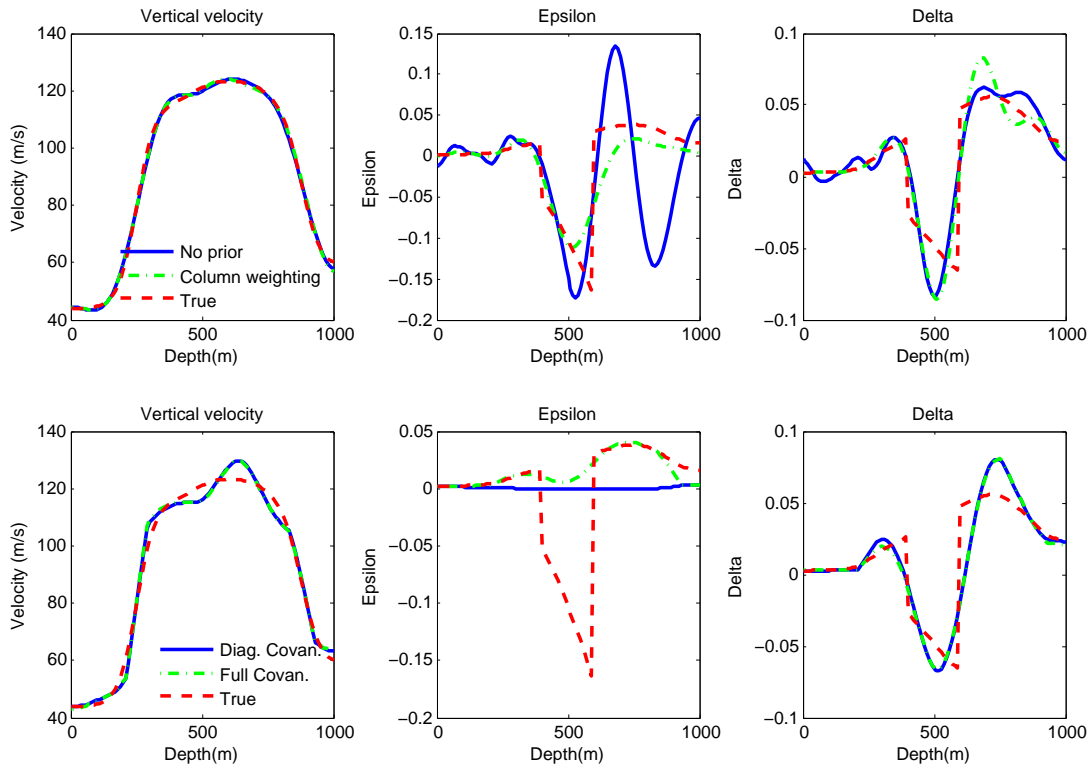 Vertical velocity
140
120
100
80
60
40
Velocity (m/s)
No prior
Column weighting
True
0
500
1000
Depth(m)
Epsilon
0.15
0.1
0.05
0
−0.05
−0.1
−0.15
−0.2
Epsilon
0
500
1000
Depth(m)
Delta
0.1
0.05
0
−0.05
−0.1
Delta
0
500
1000
Depth(m)
Vertical velocity
140
120
100
80
60
40
Velocity (m/s)
Diag. Covan.
Full Covan.
True
0
500
1000
Depth(m)
Epsilon
0.05
0
−0.05
−0.1
−0.15
−0.2
Epsilon
0
500
1000
Depth(m)
Delta
0.1
0.05
0
−0.05
−0.1
Delta
0
500
1000
Depth(m)